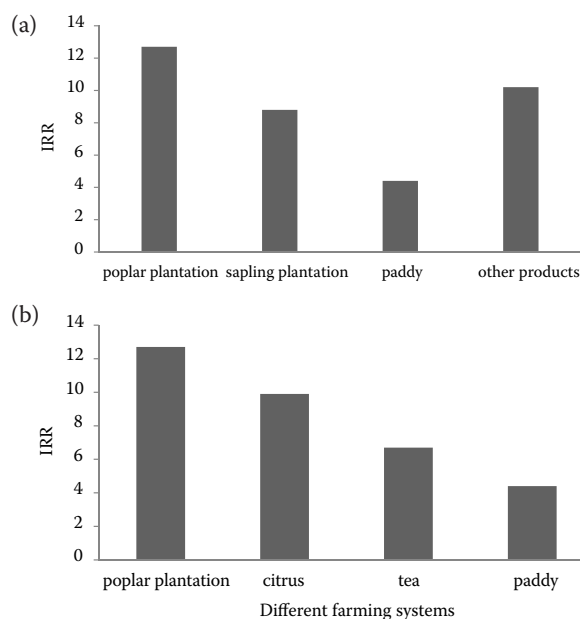 (a)
14
12
10
8
6
4
2
0
IRR
poplar plantation sapling plantation paddy other products
(b)
14
12
10
8
6
4
2
0
IRR
poplar plantation citrus tea paddy
Different farming systems